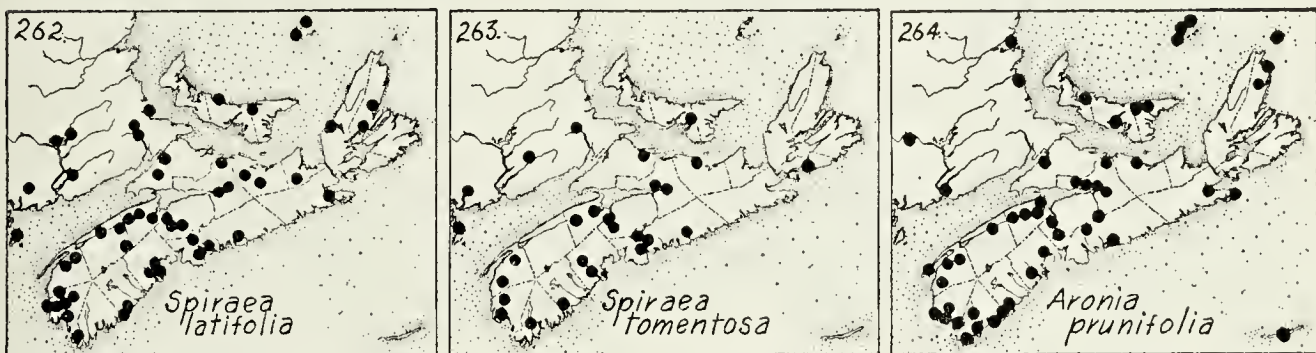 262.
Spiraea
latifolia
263.
Spiraea
tomentosa
264.
Aronia
prunifolia